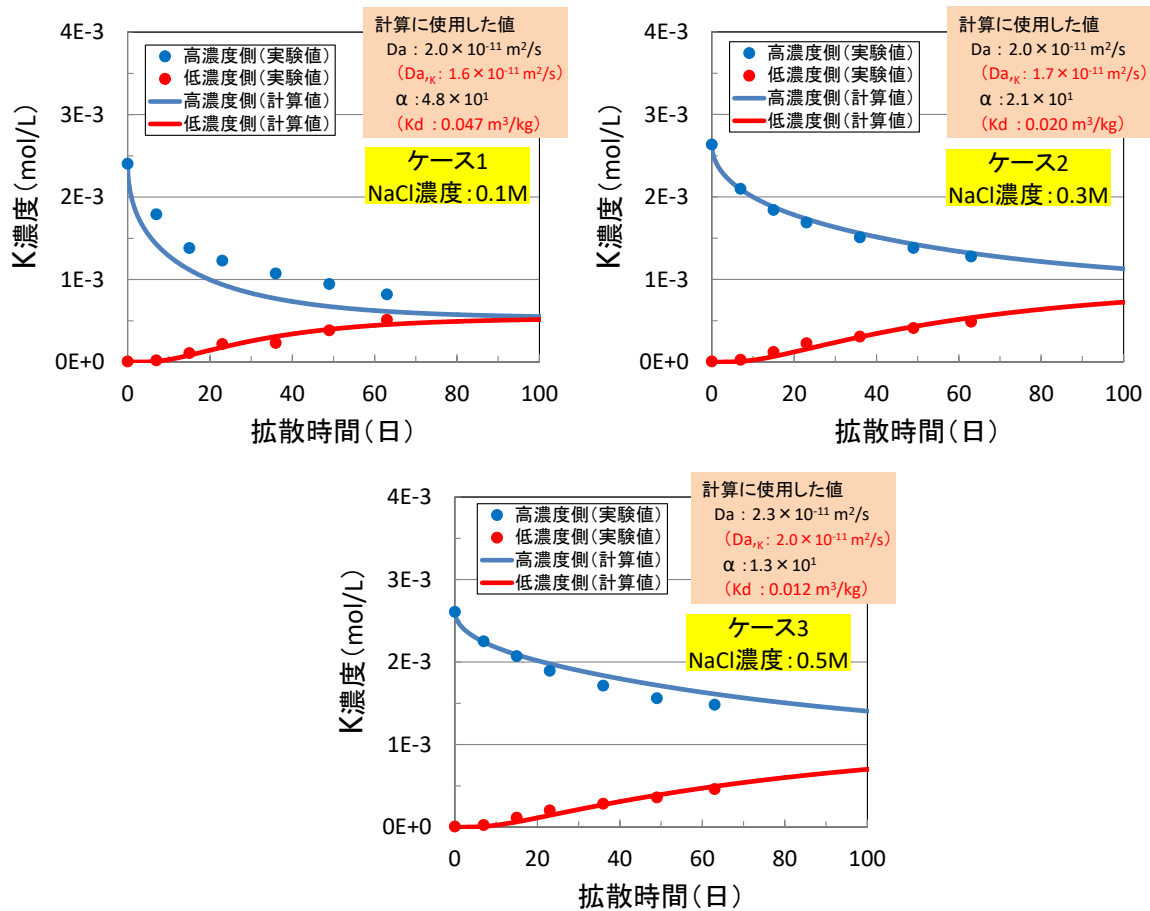 4E-3
3E-3
2E-3
1E-3
0E+0
K濃度(mol/L)
0
20
40
60
80
100
拡散時間(日)
高濃度側(実験値)
低濃度側(実験値)
高濃度側(計算値)
低濃度側(計算値)
計算に使用した値
Da : 2.0 × 10⁻¹¹ m²/s
(Da,K : 1.6 × 10⁻¹¹ m²/s)
α : 4.8 × 10¹
(Kd : 0.047 m³/kg)
ケース1
NaCl濃度:0.1M
4E-3
3E-3
2E-3
1E-3
0E+0
K濃度(mol/L)
0
20
40
60
80
100
拡散時間(日)
高濃度側(実験値)
低濃度側(実験値)
高濃度側(計算値)
低濃度側(計算値)
計算に使用した値
Da : 2.0 × 10⁻¹¹ m²/s
(Da,K : 1.7 × 10⁻¹¹ m²/s)
α : 2.1 × 10¹
(Kd : 0.020 m³/kg)
ケース2
NaCl濃度:0.3M
4E-3
3E-3
2E-3
1E-3
0E+0
K濃度(mol/L)
0
20
40
60
80
100
拡散時間(日)
高濃度側(実験値)
低濃度側(実験値)
高濃度側(計算値)
低濃度側(計算値)
計算に使用した値
Da : 2.3 × 10⁻¹¹ m²/s
(Da,K : 2.0 × 10⁻¹¹ m²/s)
α : 1.3 × 10¹
(Kd : 0.012 m³/kg)
ケース3
NaCl濃度:0.5M